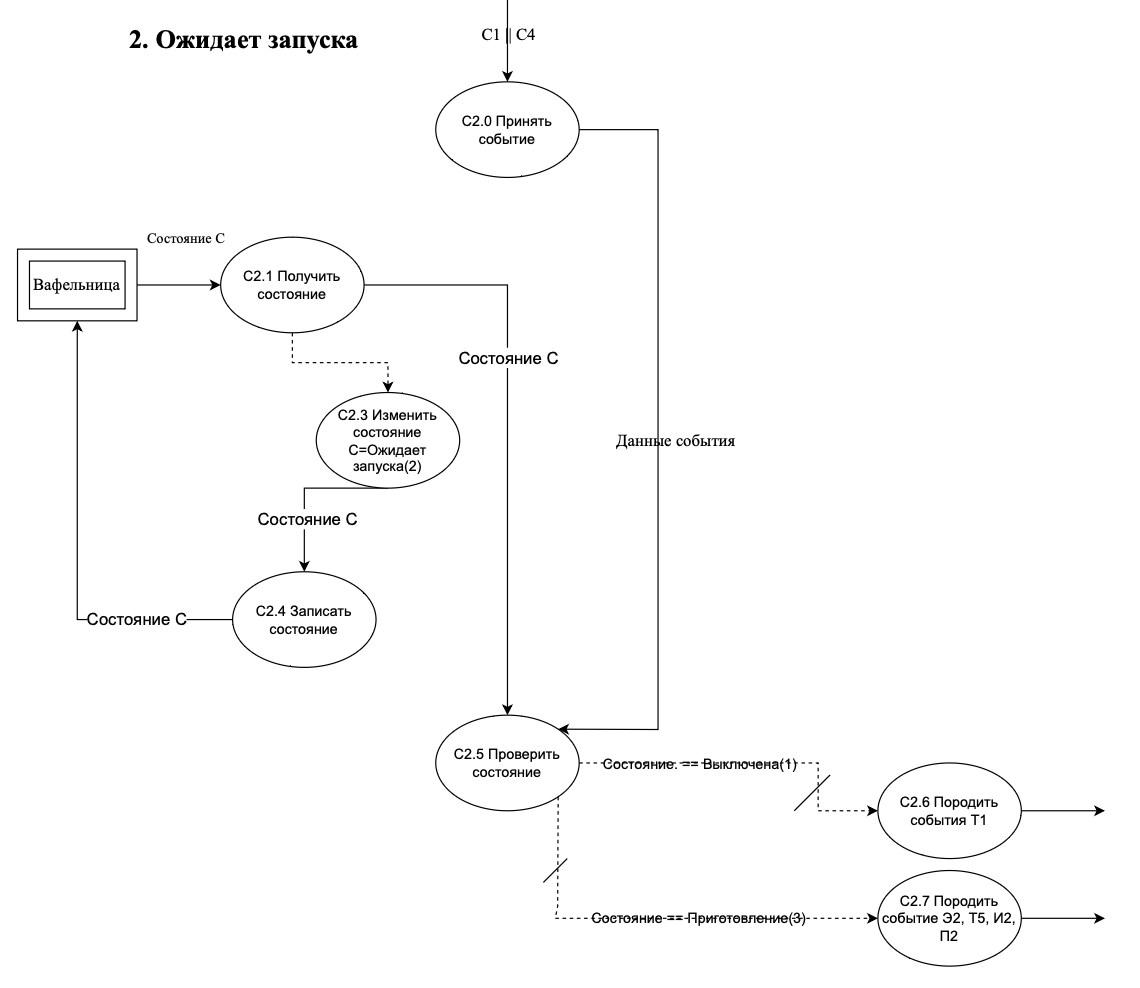 2. Ожидает запуска
C1 || C4
C2.0 Принять
событие
Состояние С
Вафельница
C2.1 Получить
состояние
Состояние С
C2.3 Изменить
состояние
С=Ожидает
запуска(2)
Данные события
Состояние С
C2.4 Записать
состояние
Состояние С
C2.5 Проверить
состояние
Состояние. == Выключена(1)
C2.6 Породить
события Т1
Состояние == Приготовление(3)
C2.7 Породить
событие Э2, Т5, И2,
П2